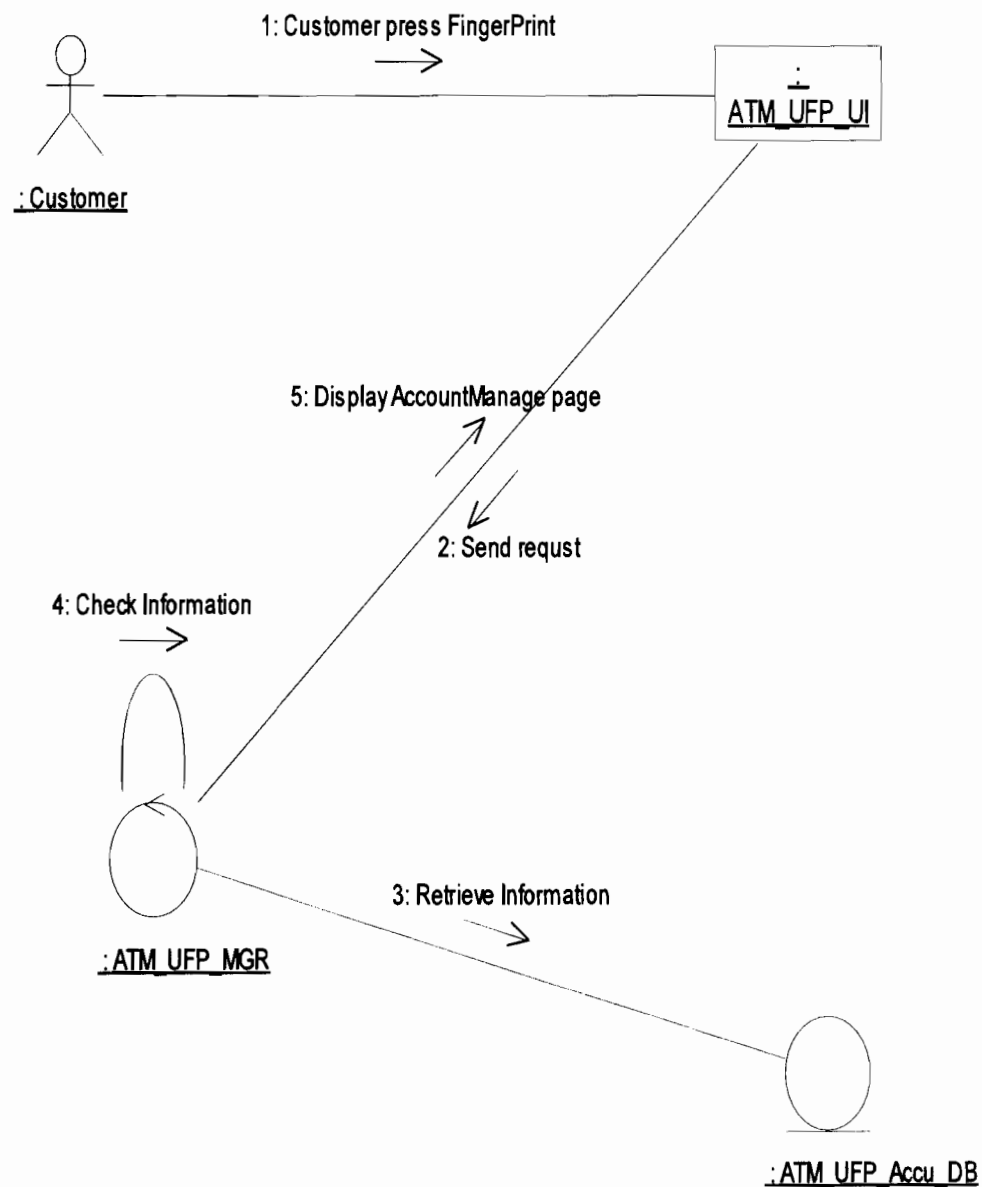 1: Customer press FingerPrint
:
ATM_UFP_UI
: Customer
5: Display AccountManage page
2: Send requst
4: Check Information
3: Retrieve Information
: ATM_UFP_MGR
: ATM_UFP_Accu_DB